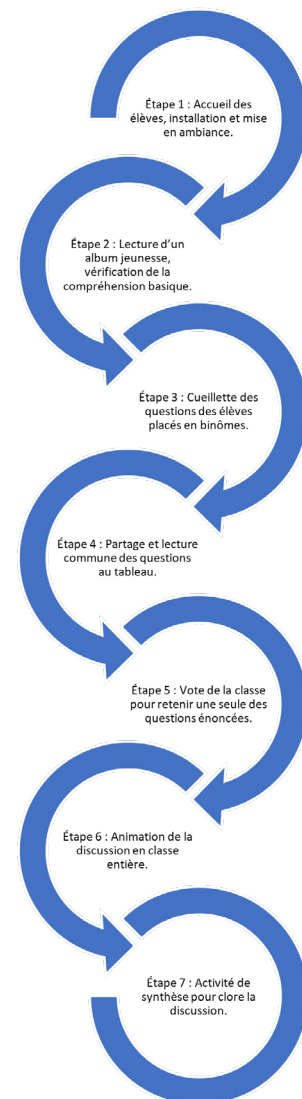 Étape 1 : Accueil des
élèves, installation et mise
en ambiance.
Étape 2 : Lecture d’un
album jeunesse,
vérification de la
compréhension basique.
Étape 3 : Cueillette des
questions des élèves
placés en binômes.
Étape 4 : Partage et lecture
commune des questions
au tableau.
Étape 5 : Vote de la classe
pour retenir une seule des
questions énoncées.
Étape 6 : Animation de la
discussion en classe
entière.
Étape 7 : Activité de
synthèse pour clore la
discussion.